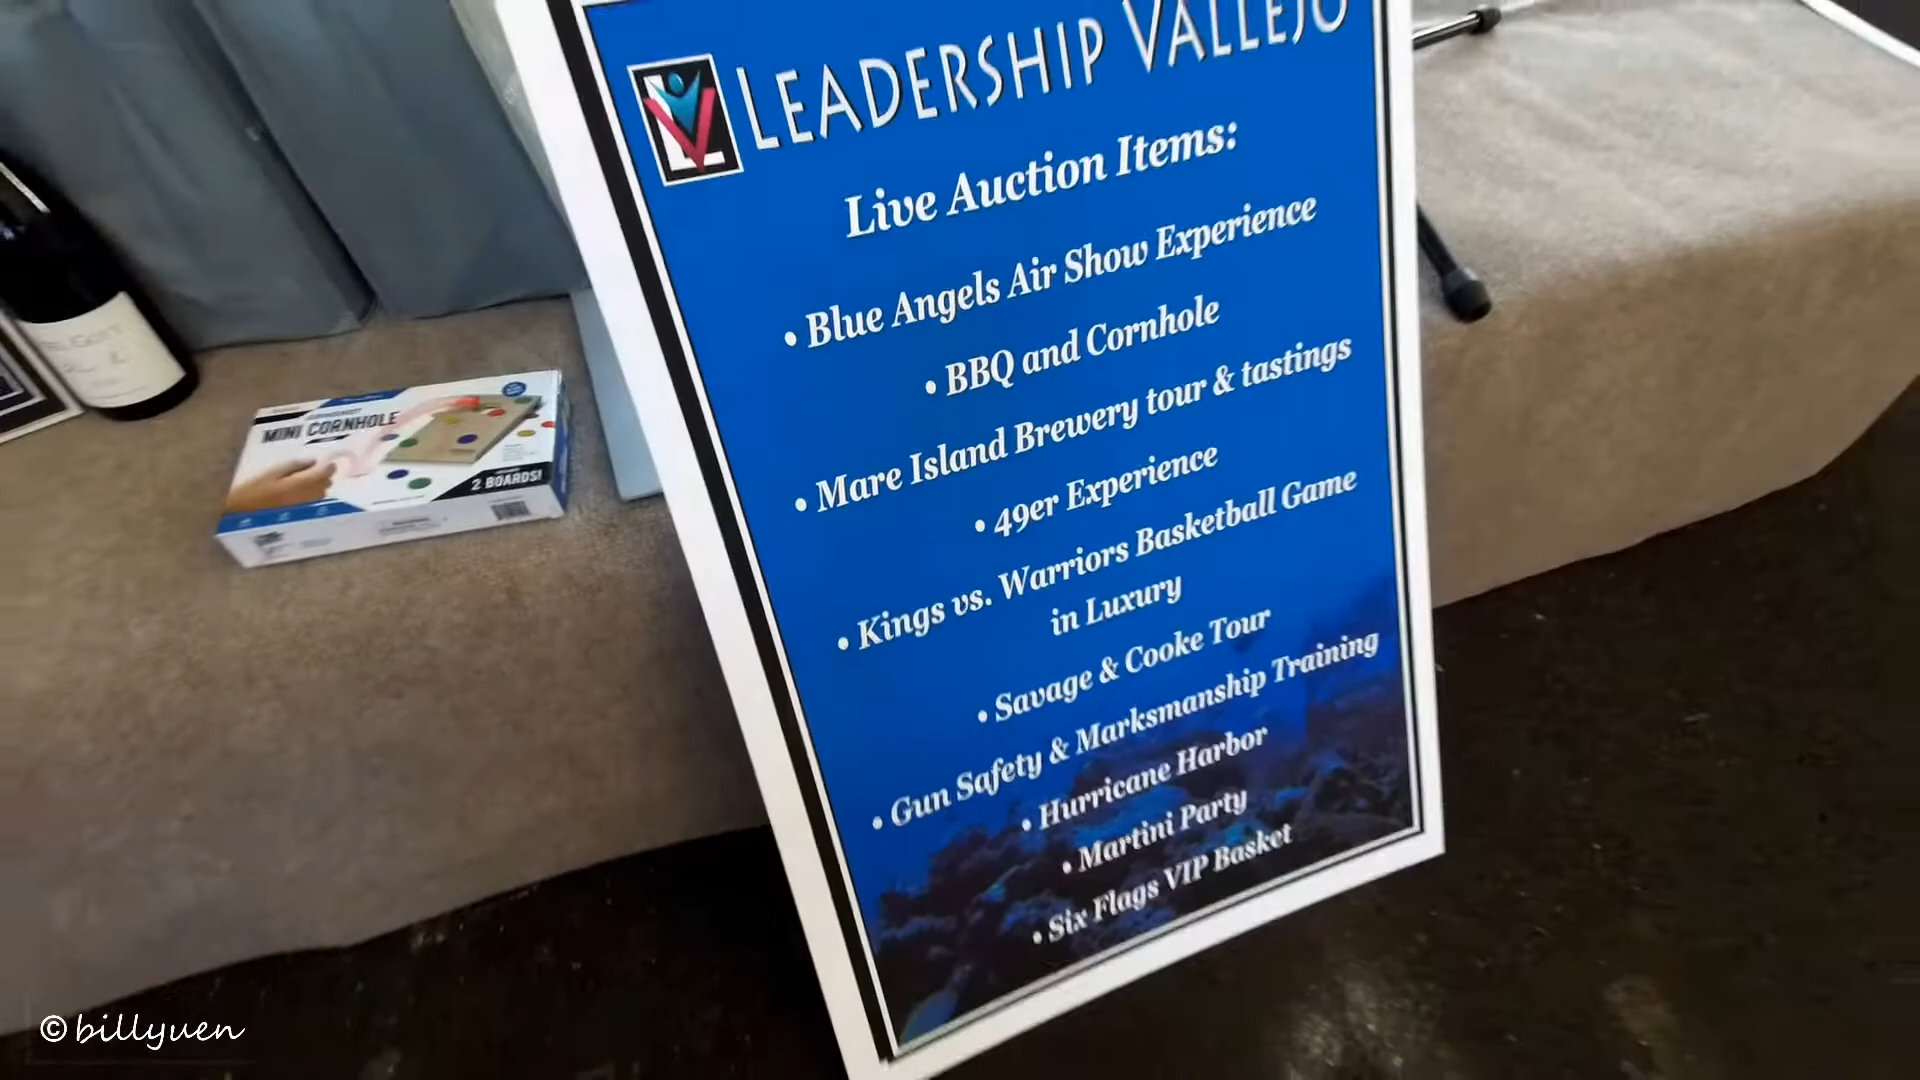 LEADERSHIP VALLEJO
Live Auction Items:
• Blue Angels Air Show Experience
• BBQ and Cornhole
• Mare Island Brewery tour & tastings
• 49er Experience
• Kings vs. Warriors Basketball Game
in Luxury
• Savage & Cooke Tour
• Gun Safety & Marksmanship Training
• Hurricane Harbor
• Martini Party
• Six Flags VIP Basket
MINI CORNHOLE
2 BOARDS!
©billyuen